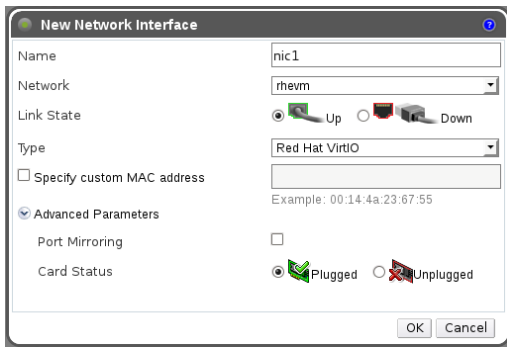 New Network Interface ?
Name nic1
Network rhevm
Link State Up Down
Type Red Hat VirtIO
Specify custom MAC address
Example: 00:14:4a:23:67:55
Advanced Parameters
Port Mirroring
Card Status Plugged Unplugged
OK Cancel